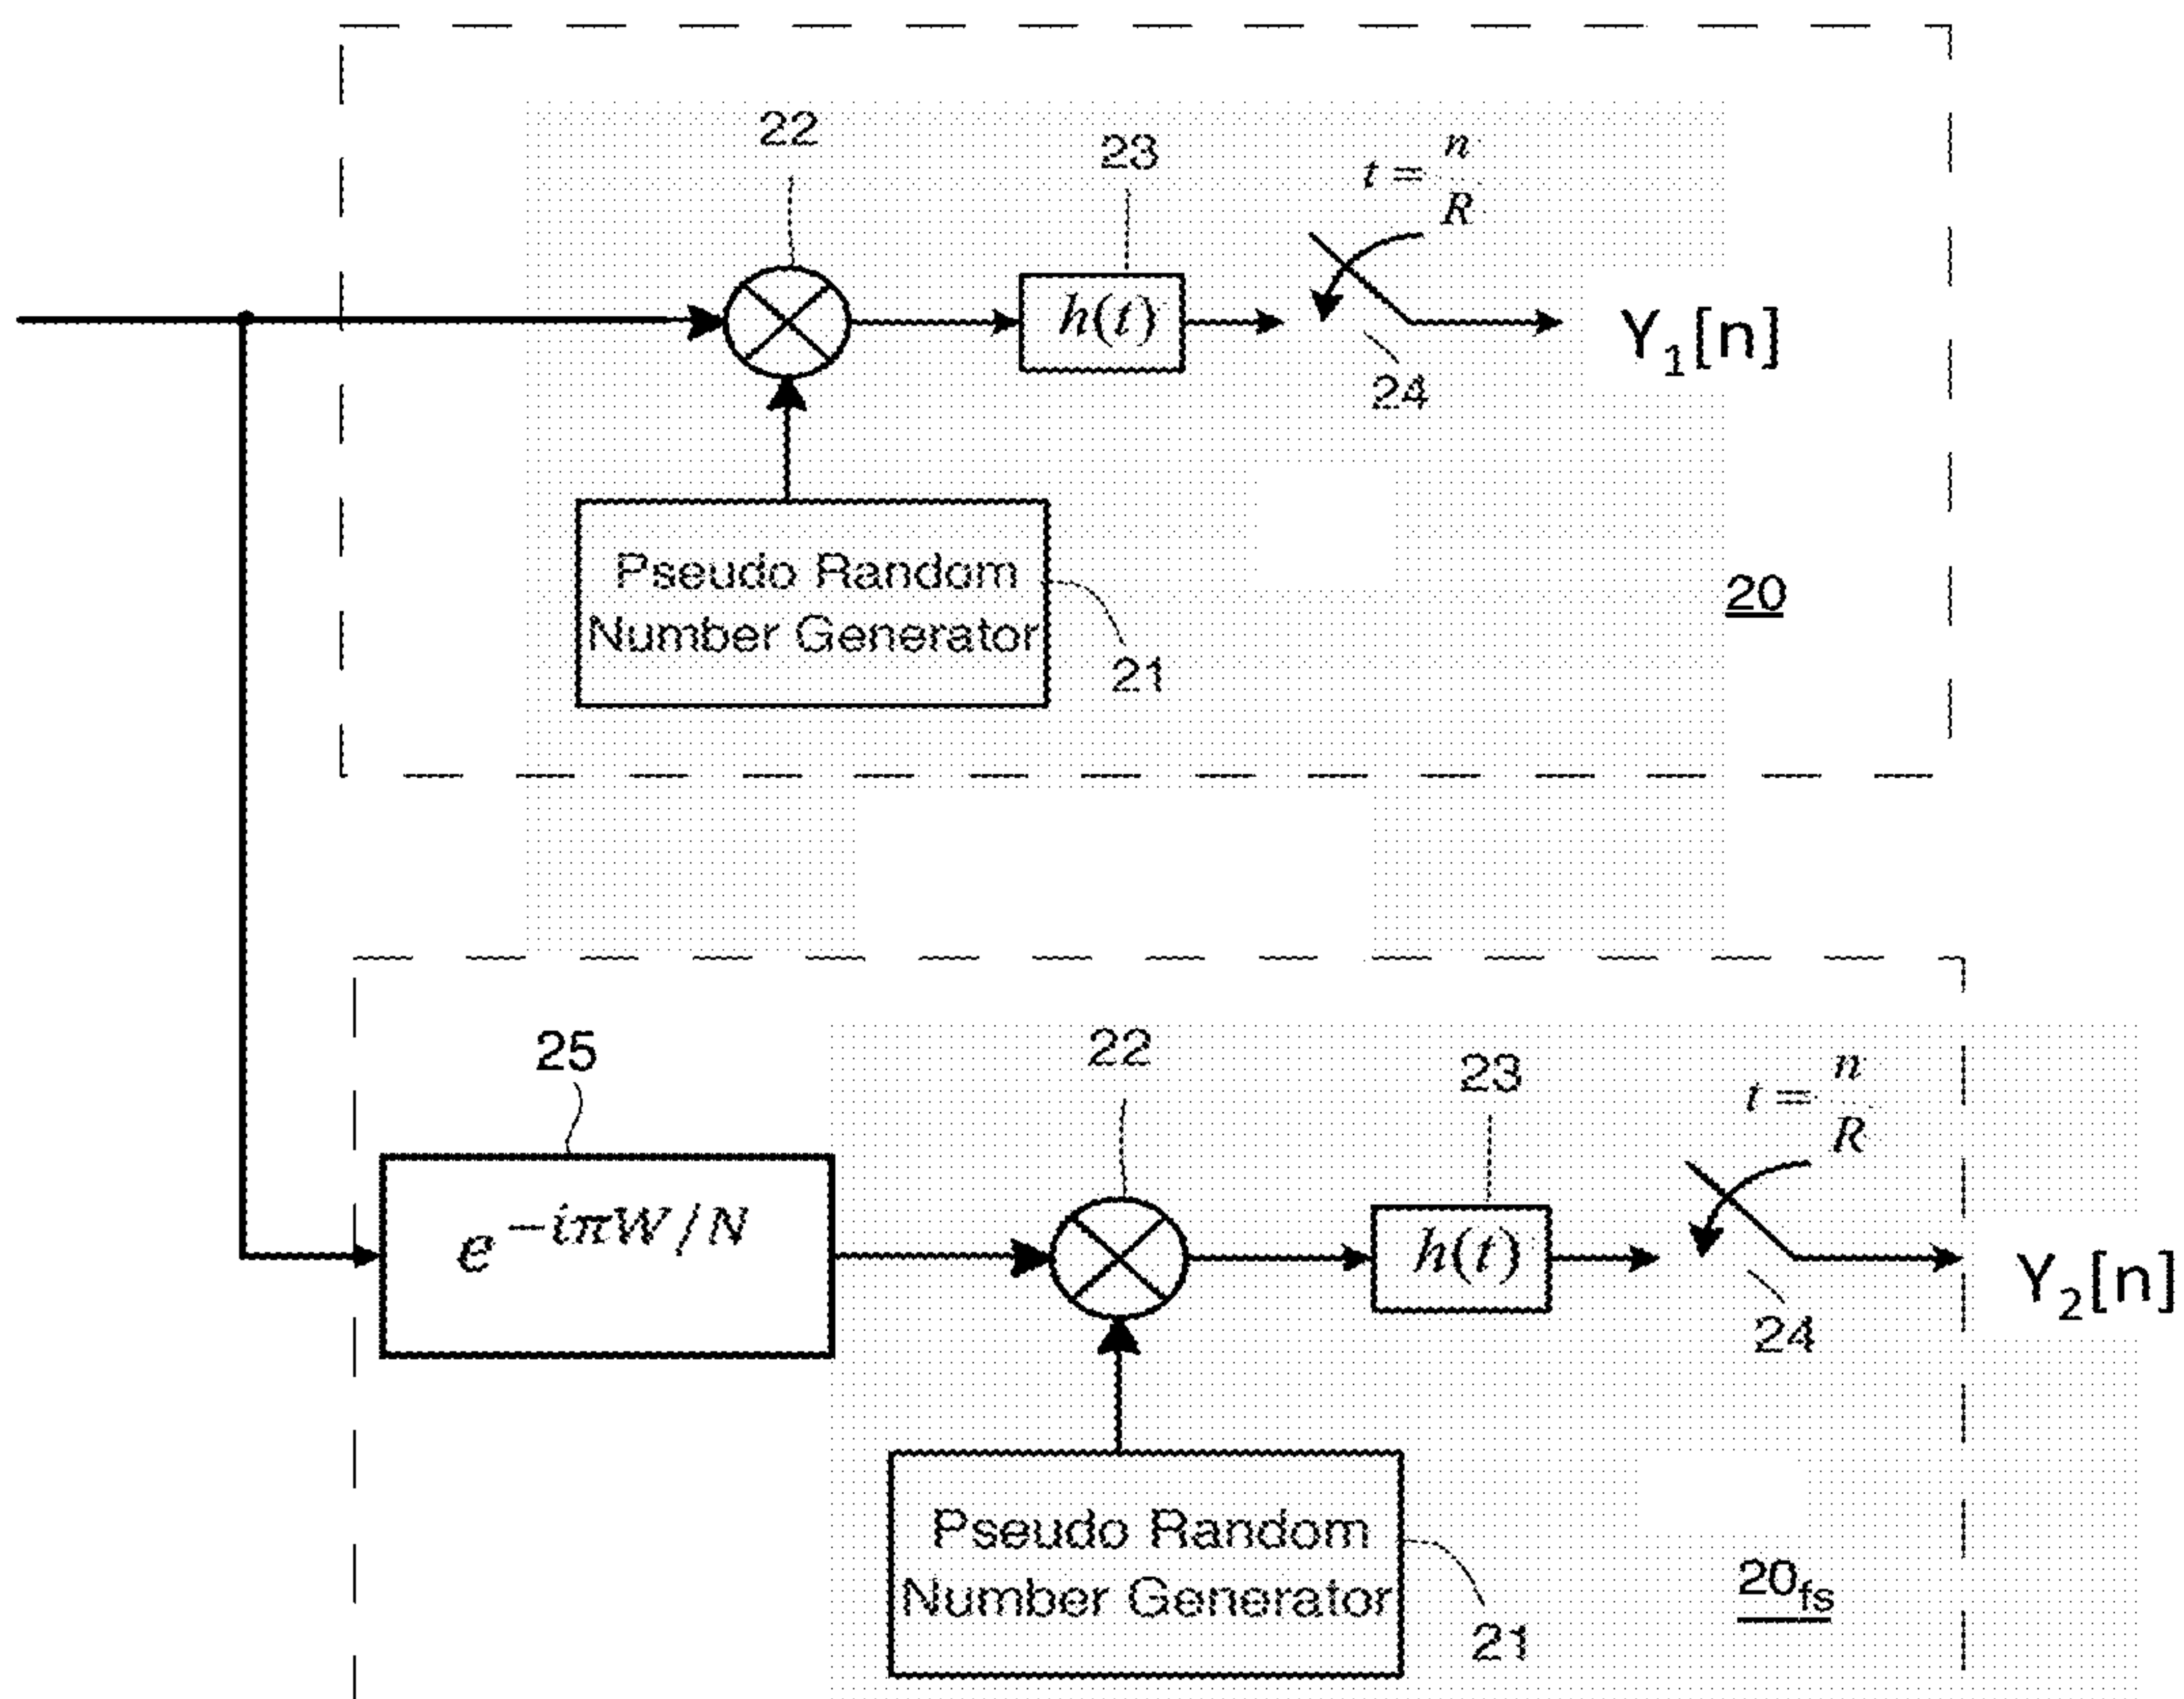 22
23
t = n/R
h(t)
Y₁[n]
24
Pseudo Random
Number Generator
20
21
25
22
23
t = n/R
e^{-iπW/N}
h(t)
Y₂[n]
24
Pseudo Random
Number Generator
20fs
21